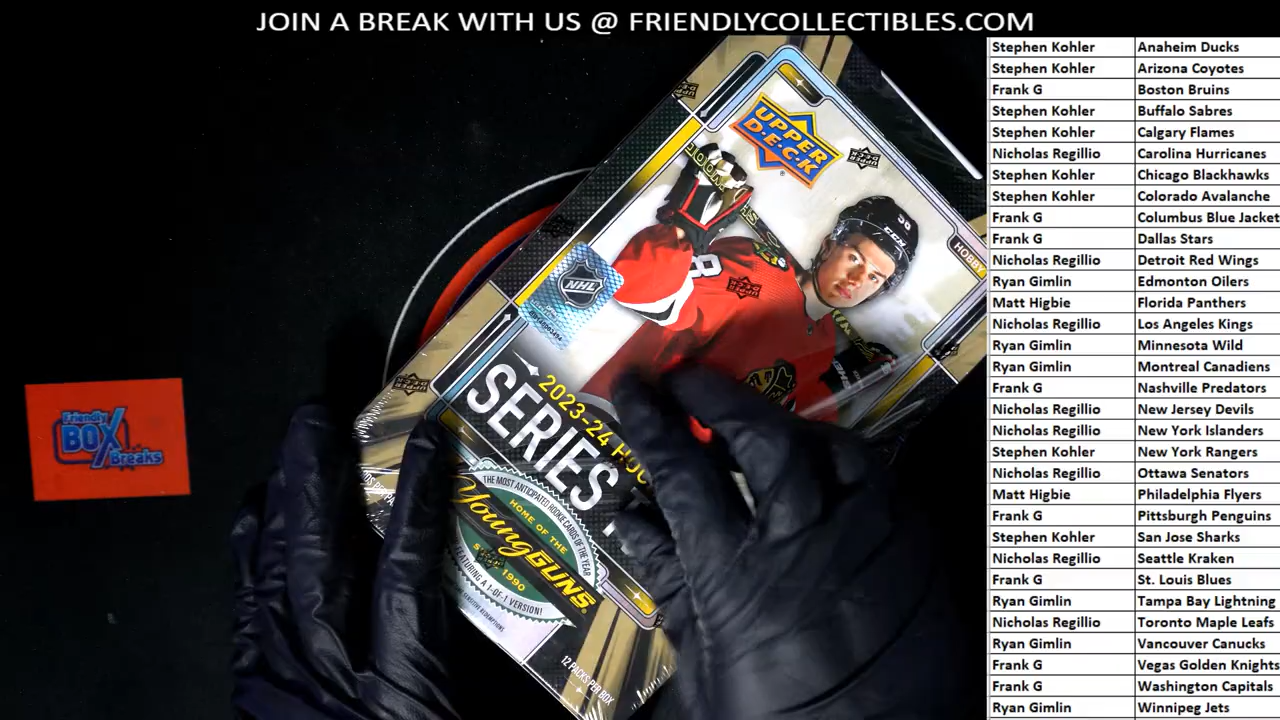 JOIN A BREAK WITH US @ FRIENDLYCOLLECTIBLES.COM
Stephen Kohler Anaheim Ducks
Stephen Kohler Arizona Coyotes
Frank G Boston Bruins
Stephen Kohler Buffalo Sabres
Stephen Kohler Calgary Flames
Nicholas Regillio Carolina Hurricanes
Stephen Kohler Chicago Blackhawks
Stephen Kohler Colorado Avalanche
Frank G Columbus Blue Jacket
Frank G Dallas Stars
Nicholas Regillio Detroit Red Wings
Ryan Gimlin Edmonton Oilers
Matt Higbie Florida Panthers
Nicholas Regillio Los Angeles Kings
Ryan Gimlin Minnesota Wild
Ryan Gimlin Montreal Canadiens
Frank G Nashville Predators
Nicholas Regillio New Jersey Devils
Nicholas Regillio New York Islanders
Stephen Kohler New York Rangers
Nicholas Regillio Ottawa Senators
Matt Higbie Philadelphia Flyers
Frank G Pittsburgh Penguins
Stephen Kohler San Jose Sharks
Nicholas Regillio Seattle Kraken
Frank G St. Louis Blues
Ryan Gimlin Tampa Bay Lightning
Nicholas Regillio Toronto Maple Leafs
Ryan Gimlin Vancouver Canucks
Frank G Vegas Golden Knights
Frank G Washington Capitals
Ryan Gimlin Winnipeg Jets
UPPER
D·E·C·K
HOBBY
CCM
8
NHL
2023-24
SERIES
THE MOST ANTICIPATED ROOKIE CARDS OF THE YEAR
HOME OF THE
Young GUNS
1990
FEATURING A 1-OF-1 VERSION!
12 PACKS PER BOX
Friendly
BOX
Breaks